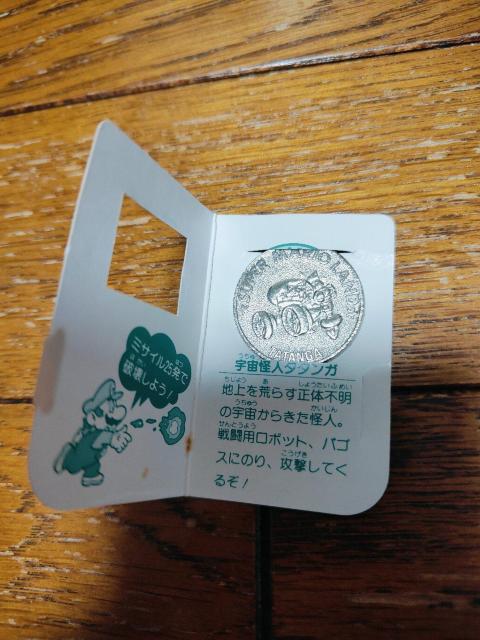 ミサイル25発で
破壊しよう！
SUPER MARIO LAND
TATANGA
宇宙怪人タタンガ
地上を荒らす正体不明
の宇宙からきた怪人。
戦闘用ロボット、パゴ
スにのり、攻撃してく
るぞ！